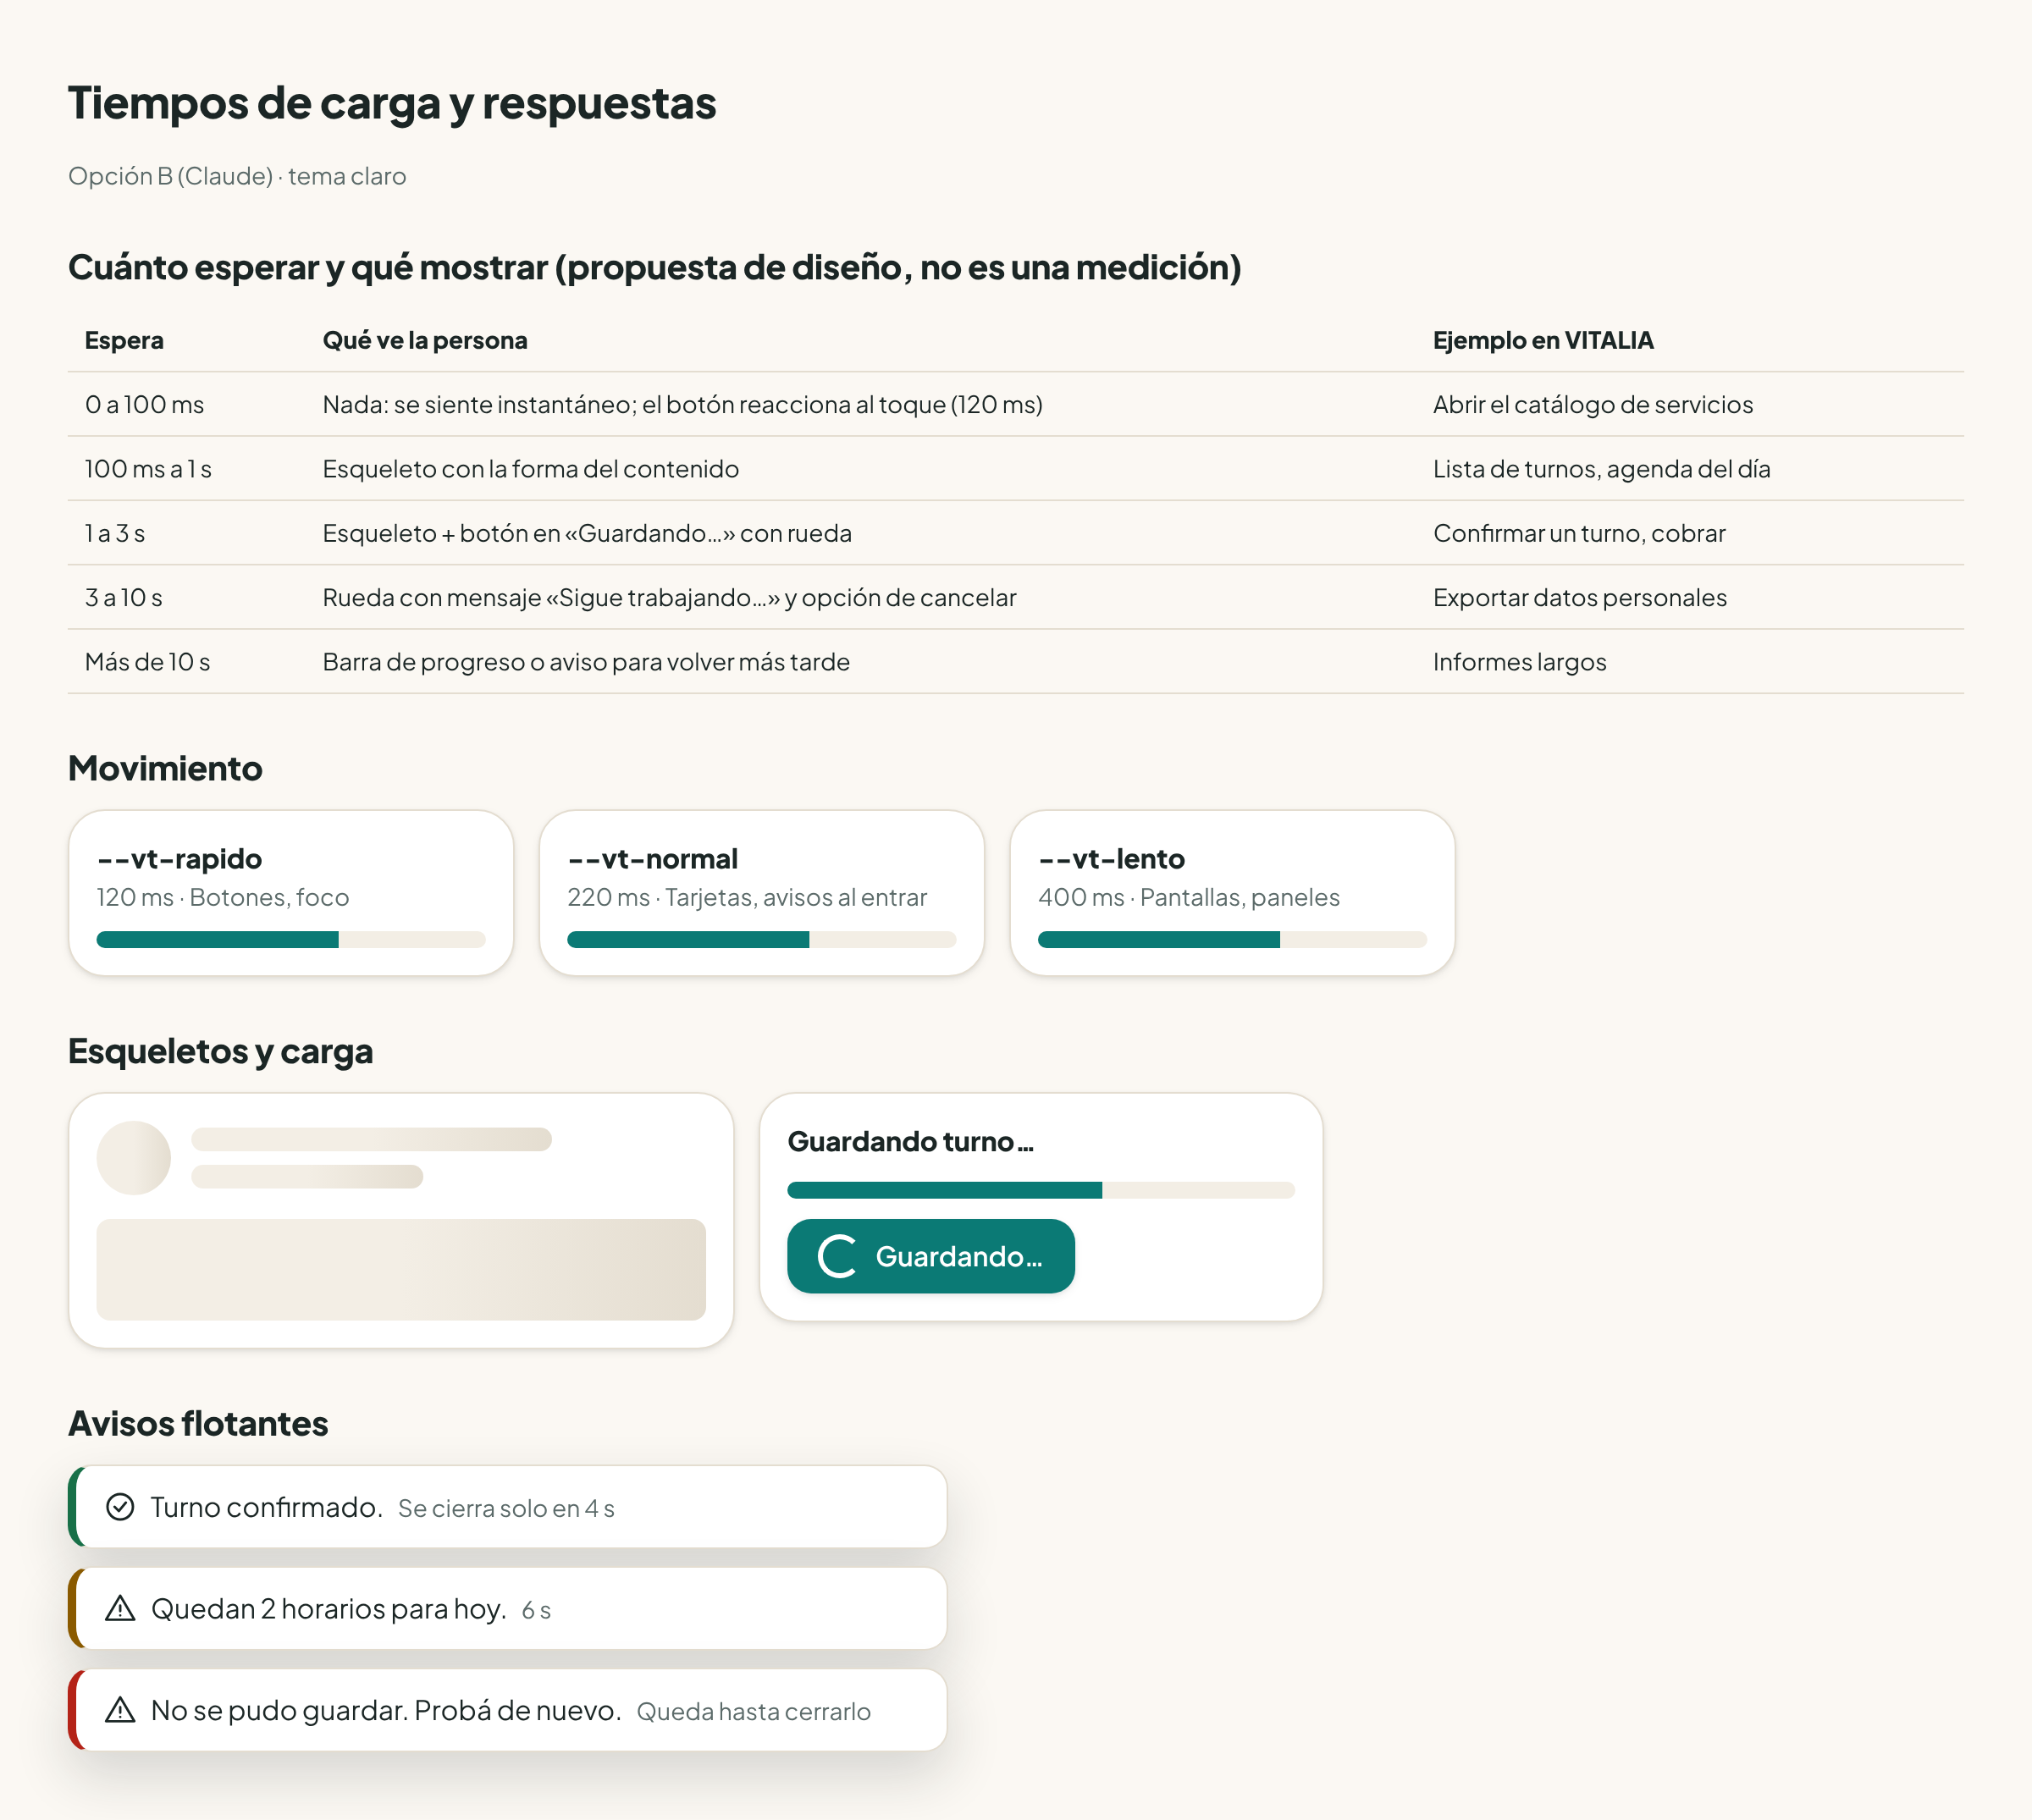 Tiempos de carga y respuestas
Opción B (Claude) · tema claro
Cuánto esperar y qué mostrar (propuesta de diseño, no es una medición)
Espera Qué ve la persona Ejemplo en VITALIA
0 a 100 ms Nada: se siente instantáneo; el botón reacciona al toque (120 ms) Abrir el catálogo de servicios
100 ms a 1 s Esqueleto con la forma del contenido Lista de turnos, agenda del día
1 a 3 s Esqueleto + botón en «Guardando…» con rueda Confirmar un turno, cobrar
3 a 10 s Rueda con mensaje «Sigue trabajando…» y opción de cancelar Exportar datos personales
Más de 10 s Barra de progreso o aviso para volver más tarde Informes largos
Movimiento
--vt-rapido
120 ms · Botones, foco
--vt-normal
220 ms · Tarjetas, avisos al entrar
--vt-lento
400 ms · Pantallas, paneles
Esqueletos y carga
Guardando turno…
Guardando…
Avisos flotantes
Turno confirmado. Se cierra solo en 4 s
Quedan 2 horarios para hoy. 6 s
No se pudo guardar. Probá de nuevo. Queda hasta cerrarlo